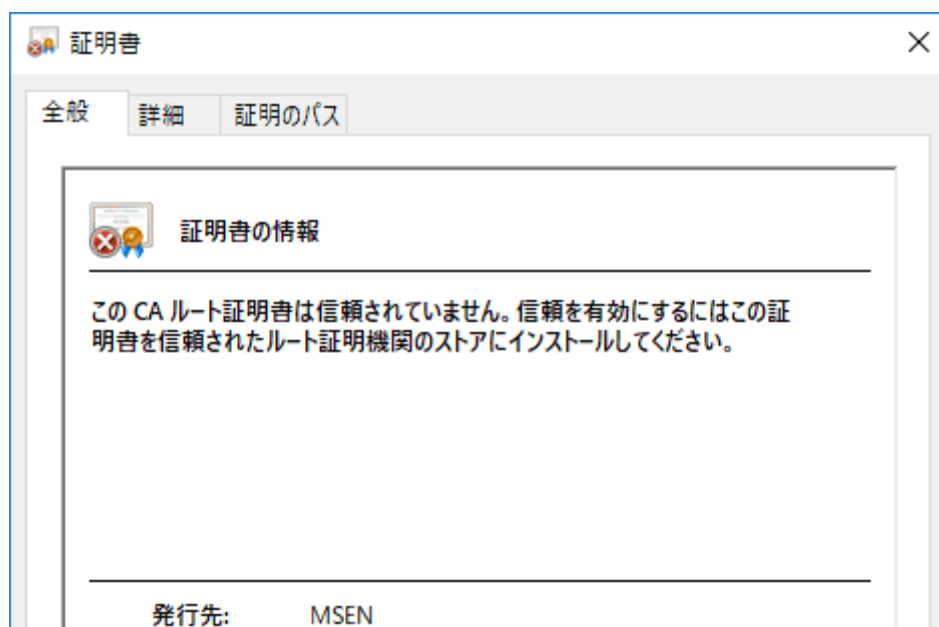 証明書
全般 詳細 証明のパス
証明書の情報
この CA ルート証明書は信頼されていません。信頼を有効にするにはこの証
明書を信頼されたルート証明機関のストアにインストールしてください。
発行先: MSEN